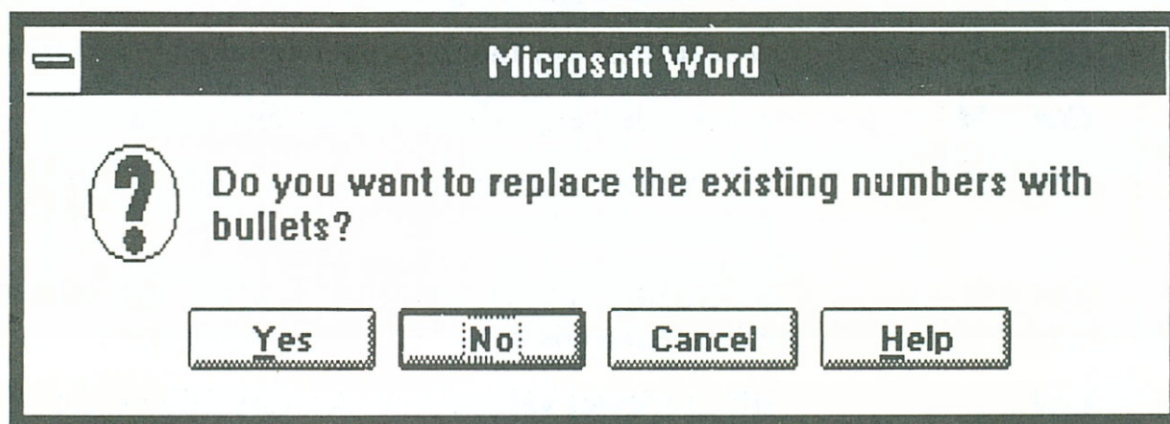 Microsoft Word
Do you want to replace the existing numbers with
bullets?
Yes No Cancel Help